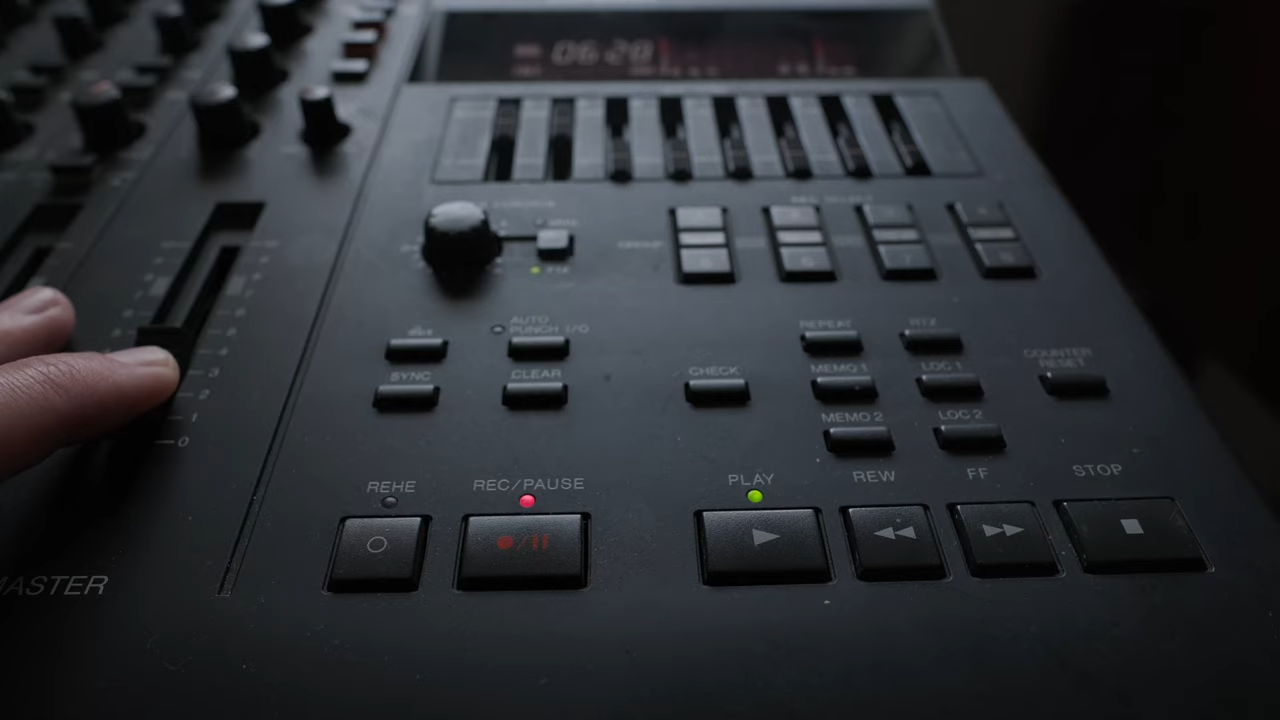 06:20
AUTO
PUNCH I/O
REPEAT
RTZ
SYNC
CLEAR
CHECK
MEMO 1
LOC 1
COUNTER
RESET
MEMO 2
LOC 2
4
3
2
1
0
REHE
REC/PAUSE
PLAY
REW
FF
STOP
MASTER